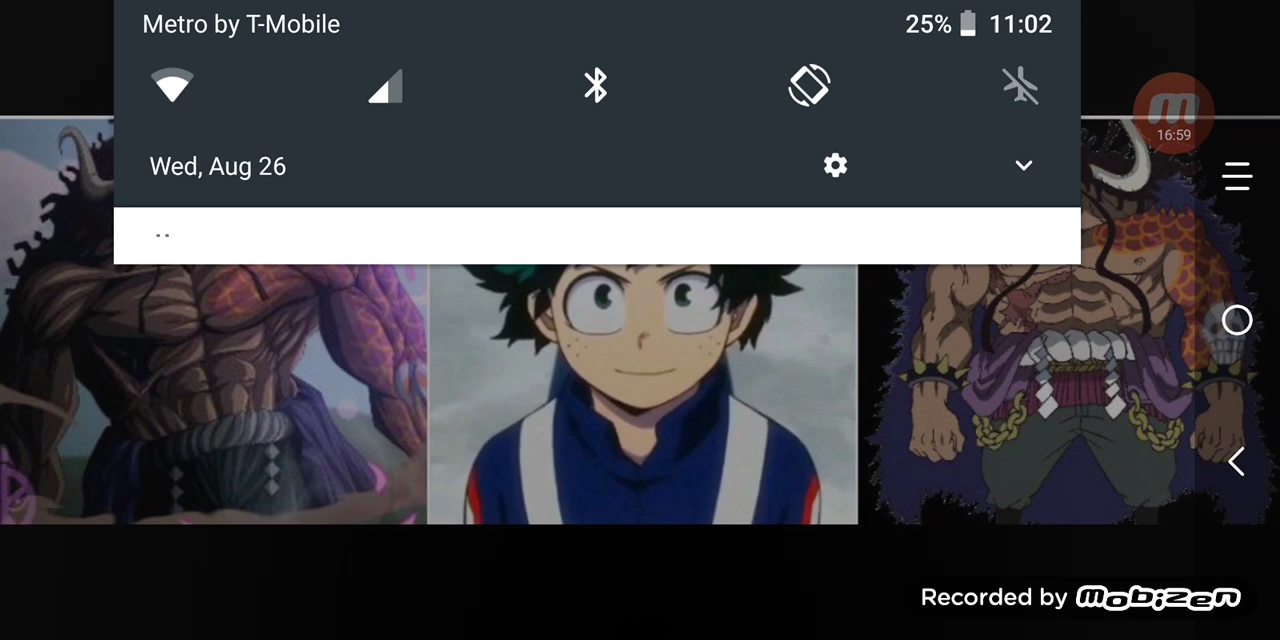 Metro by T-Mobile
25% 11:02
16:59
Wed, Aug 26
Recorded by Mobizen